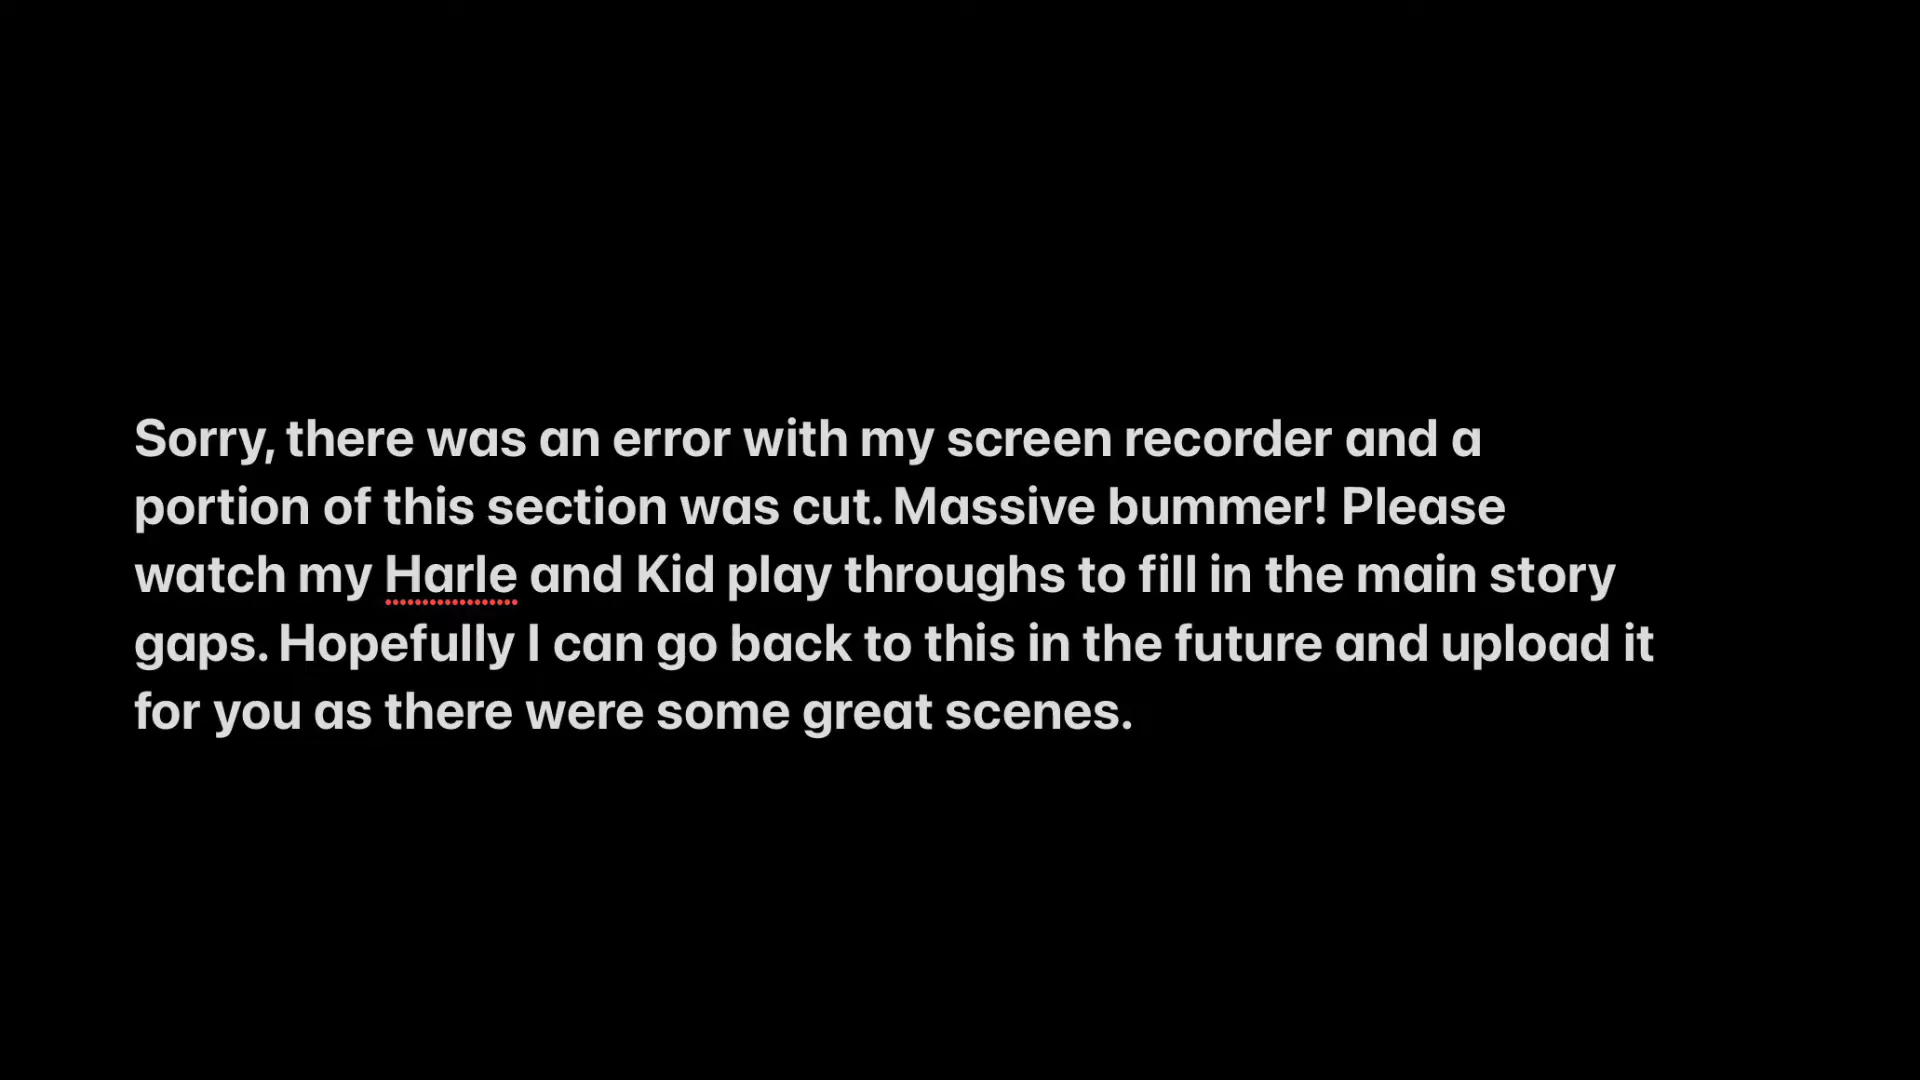 Sorry, there was an error with my screen recorder and a
portion of this section was cut. Massive bummer! Please
watch my Harle and Kid play throughs to fill in the main story
gaps. Hopefully I can go back to this in the future and upload it
for you as there were some great scenes.